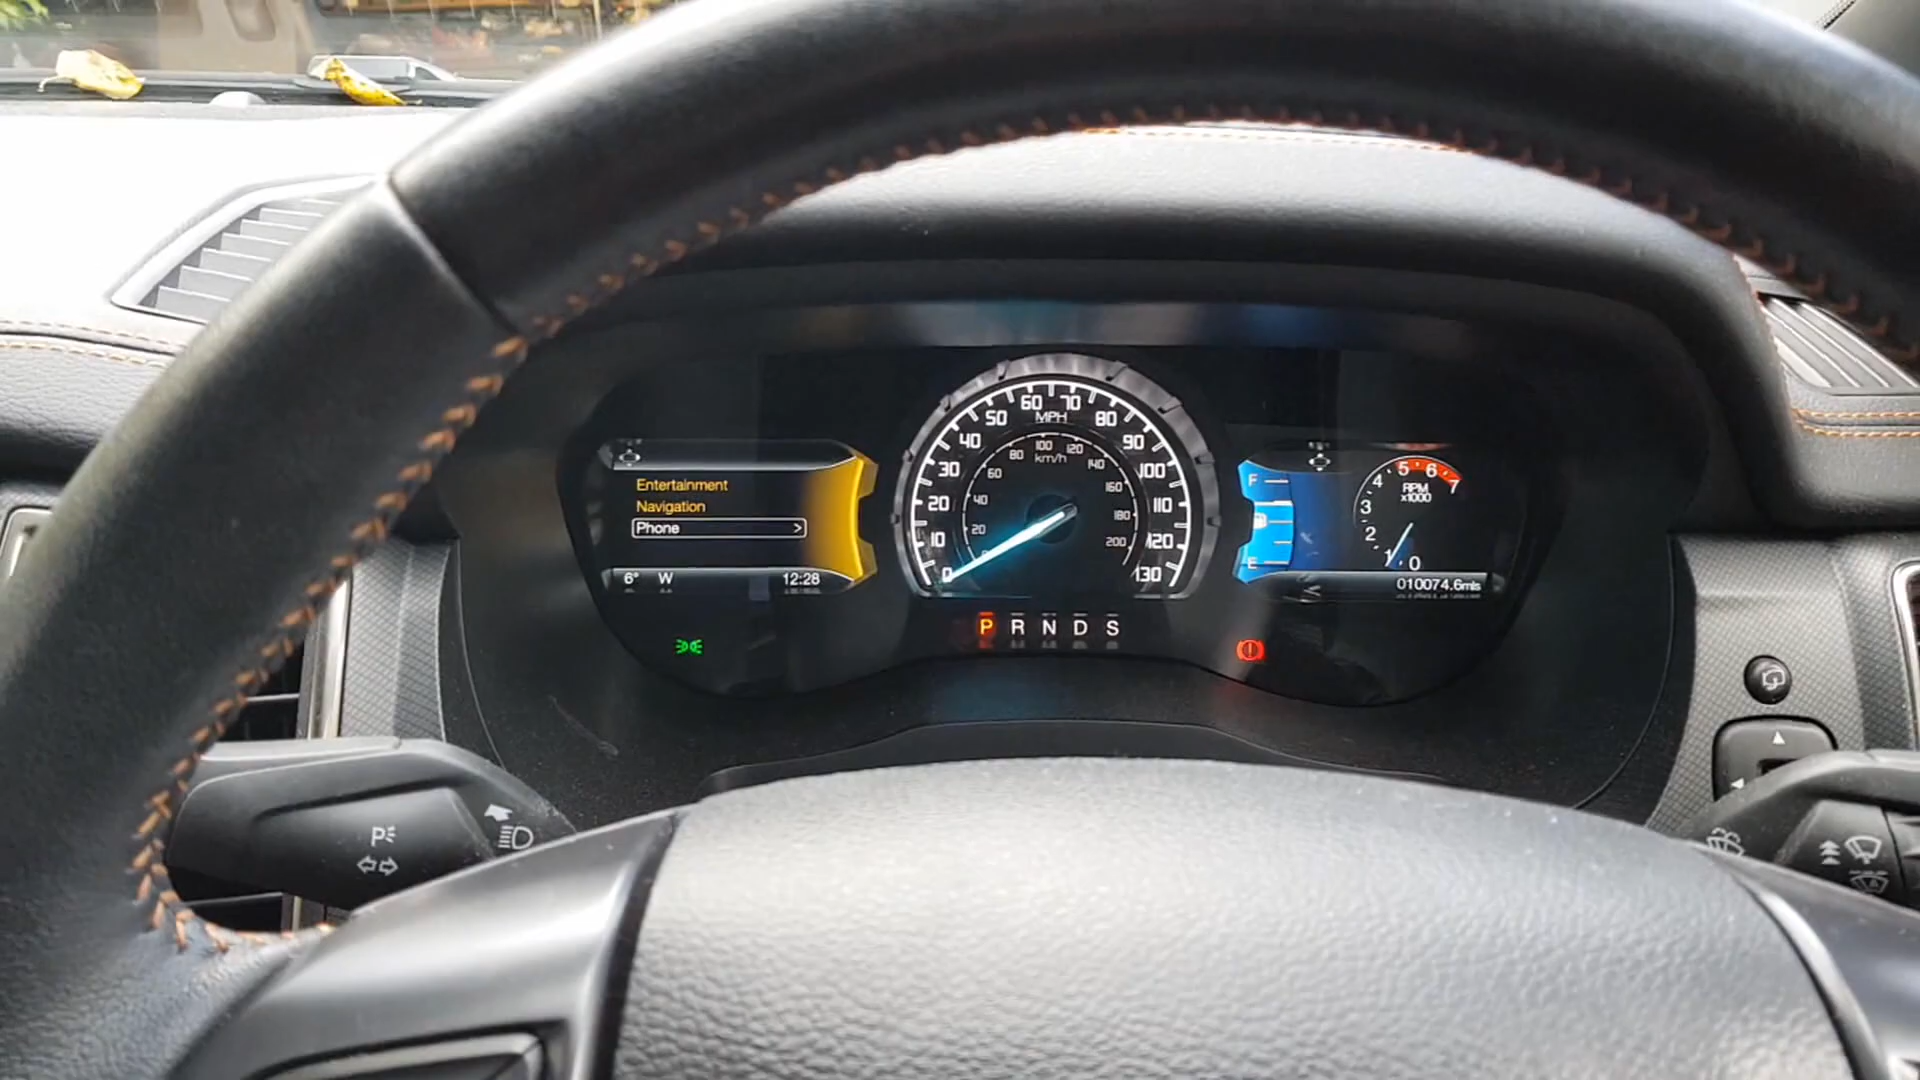 Entertainment
Navigation
Phone >
6° W 12:28
0 10 20 30 40 50 60 70 80 90 100 110 120 130
MPH
20 40 60 80 100 120 140 160 180 200
km/h
P R N D S
F
E
0 1 2 3 4 5 6 7
RPM
x1000
010074.6mls
P